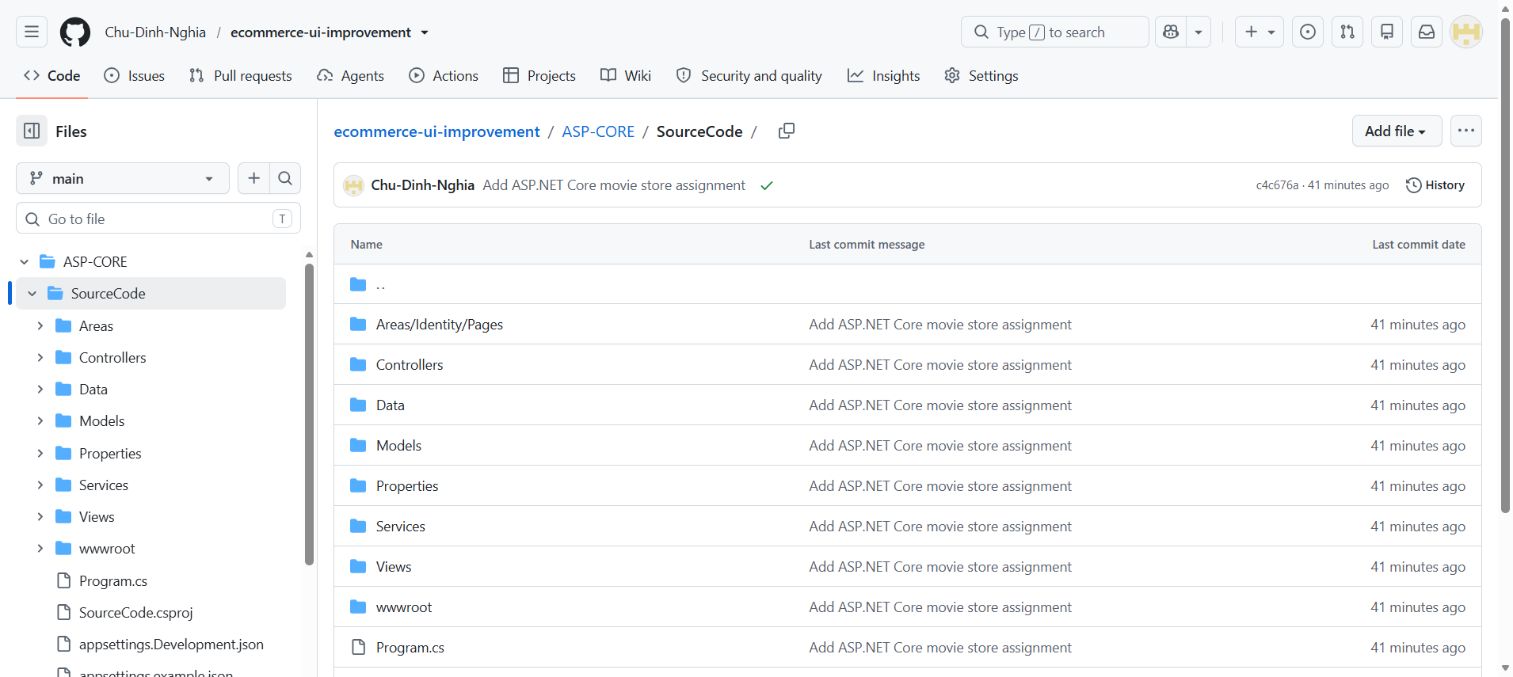 Chu-Dinh-Nghia / ecommerce-ui-improvement
Type / to search
Code Issues Pull requests Agents Actions Projects Wiki Security and quality Insights Settings
Files
main
Go to file T
ASP-CORE
SourceCode
Areas
Controllers
Data
Models
Properties
Services
Views
wwwroot
Program.cs
SourceCode.csproj
appsettings.Development.json
appsettings.example.json
ecommerce-ui-improvement / ASP-CORE / SourceCode /
Add file
Chu-Dinh-Nghia Add ASP.NET Core movie store assignment c4c676a · 41 minutes ago History
Name Last commit message Last commit date
..
Areas/Identity/Pages Add ASP.NET Core movie store assignment 41 minutes ago
Controllers Add ASP.NET Core movie store assignment 41 minutes ago
Data Add ASP.NET Core movie store assignment 41 minutes ago
Models Add ASP.NET Core movie store assignment 41 minutes ago
Properties Add ASP.NET Core movie store assignment 41 minutes ago
Services Add ASP.NET Core movie store assignment 41 minutes ago
Views Add ASP.NET Core movie store assignment 41 minutes ago
wwwroot Add ASP.NET Core movie store assignment 41 minutes ago
Program.cs Add ASP.NET Core movie store assignment 41 minutes ago